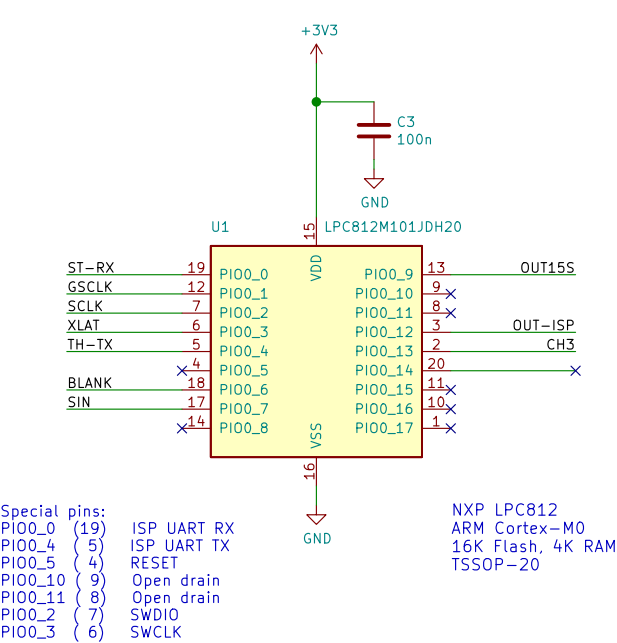 +3V3
C3
100n
GND
U1
LPC812M101JDH20
15
VDD
ST-RX 19 PIO0_0
GSCLK 12 PIO0_1
SCLK 7 PIO0_2
XLAT 6 PIO0_3
TH-TX 5 PIO0_4
4 PIO0_5
BLANK 18 PIO0_6
SIN 17 PIO0_7
14 PIO0_8
PIO0_9 13 OUT15S
PIO0_10 9
PIO0_11 8
PIO0_12 3 OUT-ISP
PIO0_13 2 CH3
PIO0_14 20
PIO0_15 11
PIO0_16 10
PIO0_17 1
VSS
16
GND
Special pins:
PIO0_0 (19) ISP UART RX
PIO0_4 ( 5) ISP UART TX
PIO0_5 ( 4) RESET
PIO0_10 ( 9) Open drain
PIO0_11 ( 8) Open drain
PIO0_2 ( 7) SWDIO
PIO0_3 ( 6) SWCLK
NXP LPC812
ARM Cortex-M0
16K Flash, 4K RAM
TSSOP-20